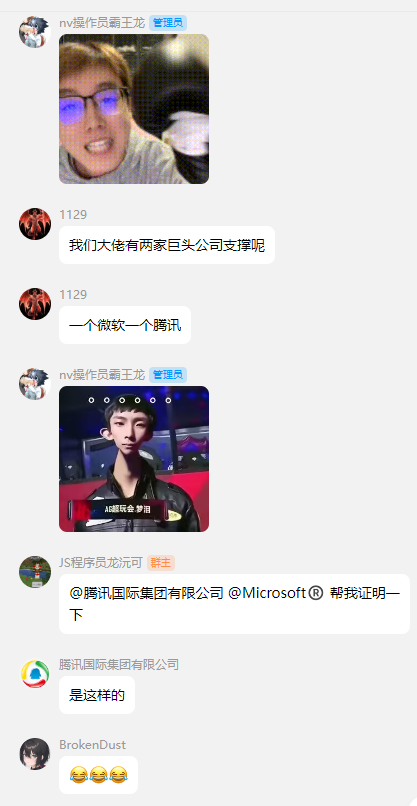 nv操作员霸王龙 管理员
1129
我们大佬有两家巨头公司支撑呢
1129
一个微软一个腾讯
nv操作员霸王龙 管理员
AG超玩会.梦泪
JS程序员龙沅可 群主
@腾讯国际集团有限公司 @Microsoft®️ 帮我证明一
下
腾讯国际集团有限公司
是这样的
BrokenDust
😂😂😂